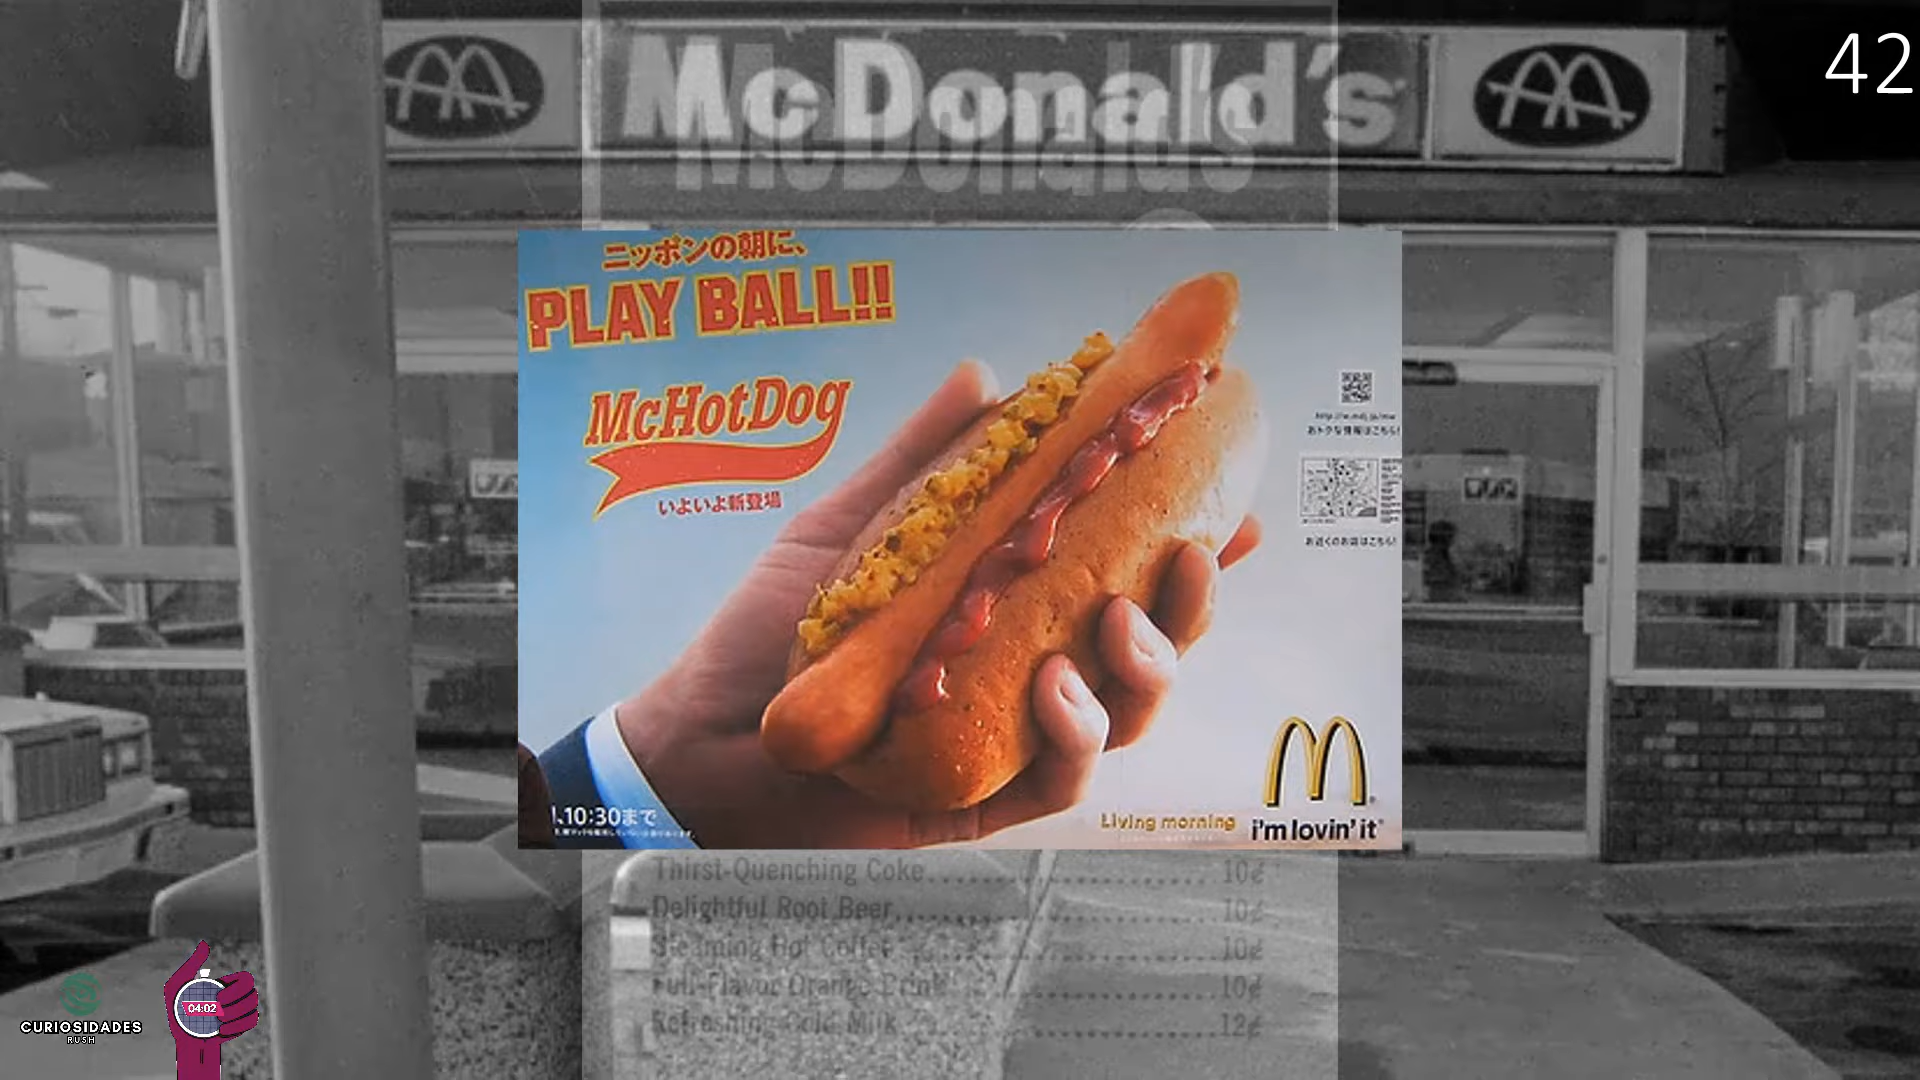 McDonald's
42
McDonald's
ニッポンの朝に、
PLAY BALL!!
McHotDog
いよいよ新登場
おトクな情報はこちら!
お近くのお店はこちら!
10:30まで
Living morning
i'm lovin' it
Thirst-Quenching Coke 10¢
Delightful Root Beer 10¢
Steaming Hot Coffee 10¢
Full-Flavor Orange Drink 10¢
Refreshing Cold Milk 12¢
04:02
CURIOSIDADES
RUSH